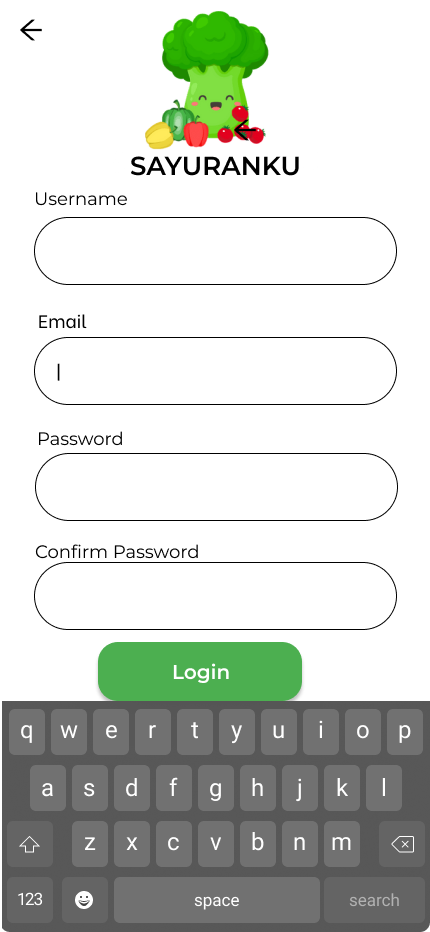 SAYURANKU
Username
Email
Password
Confirm Password
Login
q w e r t y u i o p
a s d f g h j k l
z x c v b n m
123 space search